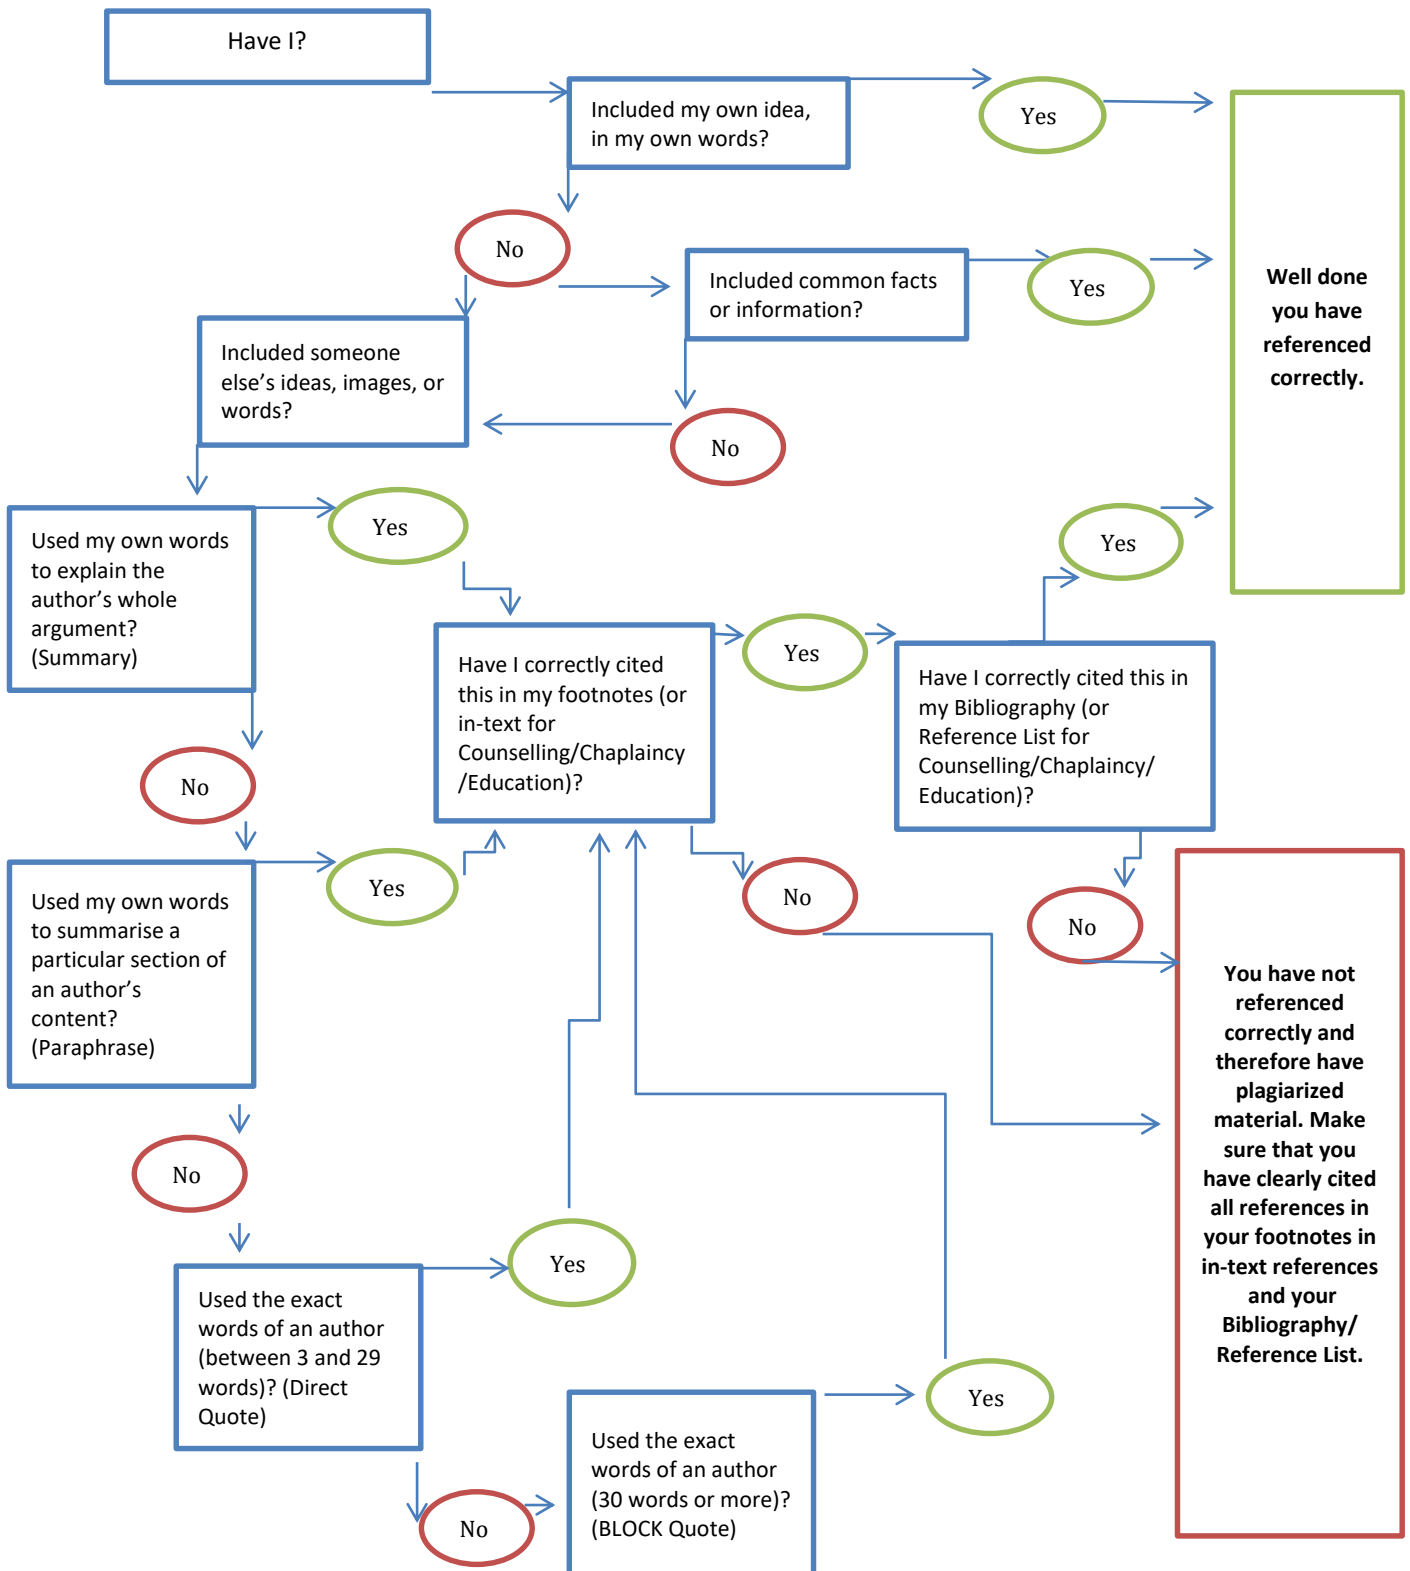 Have I?
Included my own idea,
in my own words?
Yes
No
Included common facts
or information?
Yes
Well done
you have
referenced
correctly.
Included someone
else’s ideas, images, or
words?
No
Used my own words
to explain the
author’s whole
argument?
(Summary)
Yes
Yes
Have I correctly cited
this in my footnotes (or
in-text for
Counselling/Chaplaincy
/Education)?
Yes
Have I correctly cited this in
my Bibliography (or
Reference List for
Counselling/Chaplaincy/
Education)?
No
Used my own words
to summarise a
particular section of
an author’s
content?
(Paraphrase)
Yes
No
No
You have not
referenced
correctly and
therefore have
plagiarized
material. Make
sure that you
have clearly cited
all references in
your footnotes in
in-text references
and your
Bibliography/
Reference List.
No
Used the exact
words of an author
(between 3 and 29
words)? (Direct
Quote)
Yes
No
Used the exact
words of an author
(30 words or more)?
(BLOCK Quote)
Yes